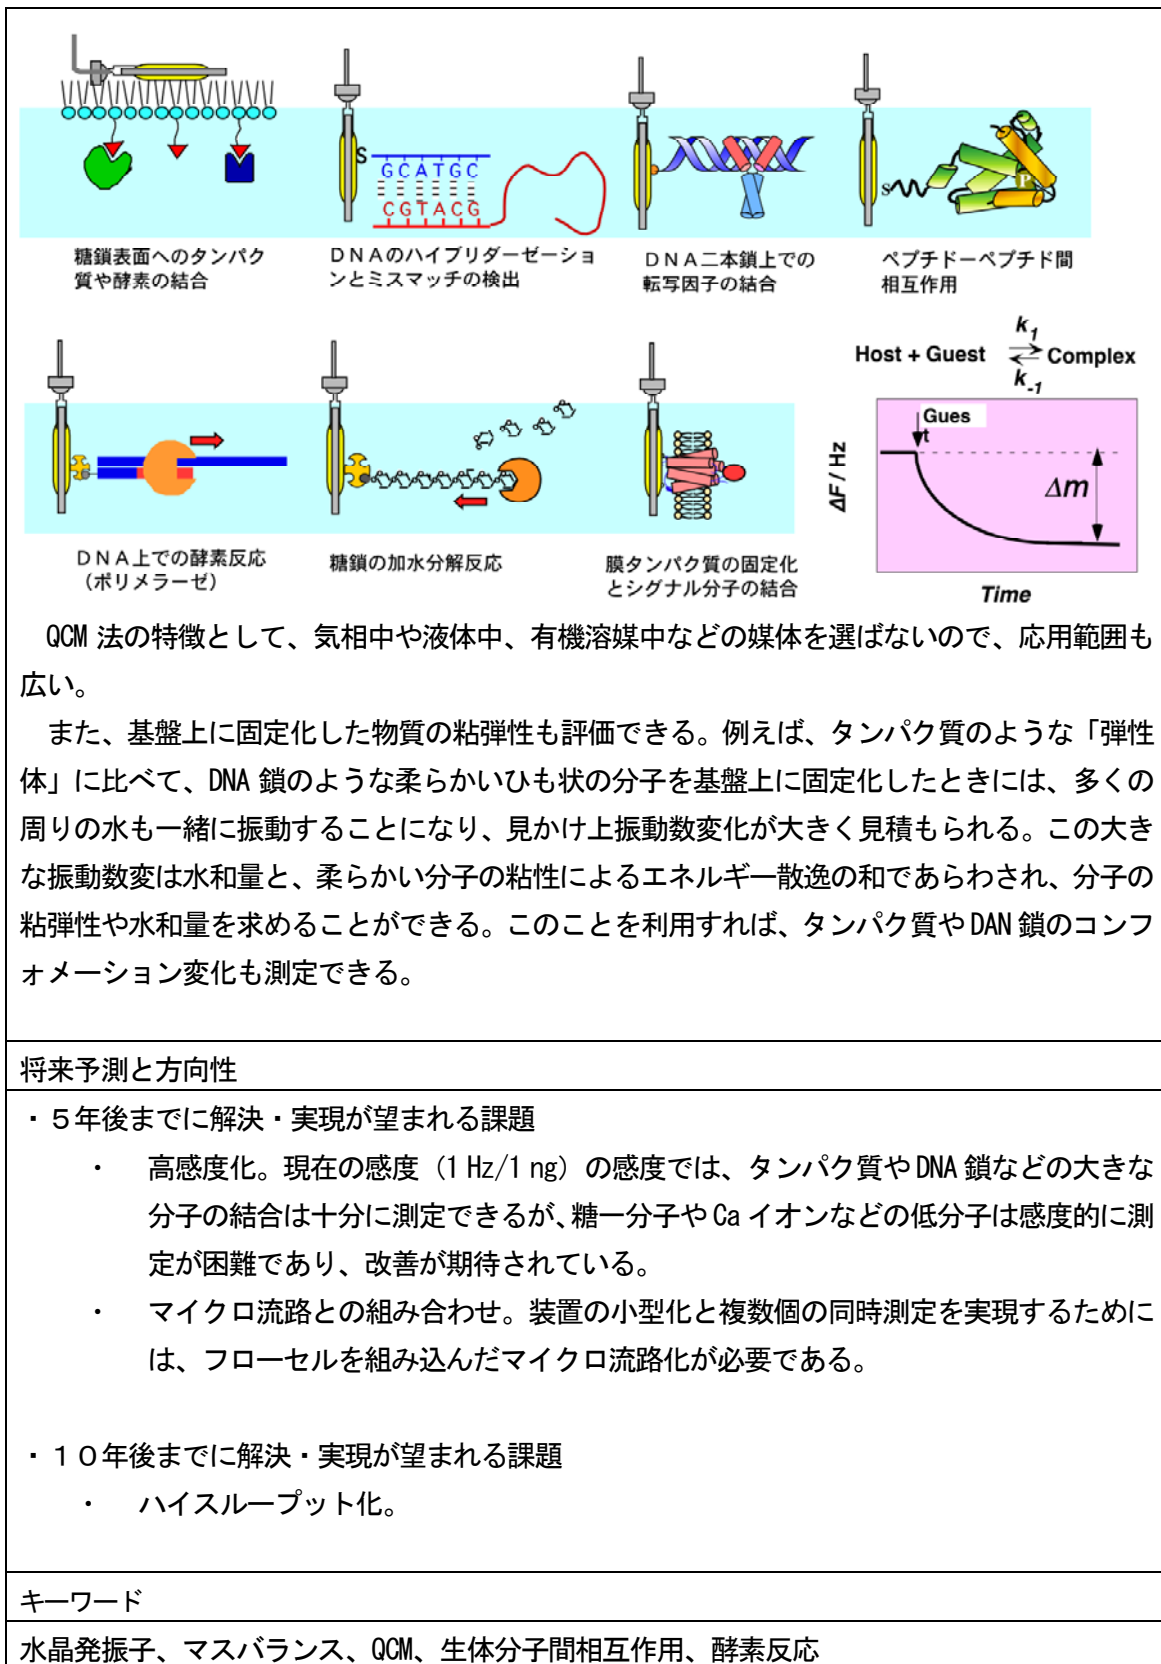 S
G C A T G C
C G T A C G
S
P
糖鎖表面へのタンパク
質や酵素の結合
ＤＮＡのハイブリダーゼーショ
ンとミスマッチの検出
ＤＮＡ二本鎖上での
転写因子の結合
ペプチドーペプチド間
相互作用
Host + Guest k1 k-1 Complex
Gues
t
ΔF / Hz
Δm
Time
ＤＮＡ上での酵素反応
（ポリメラーゼ）
糖鎖の加水分解反応
膜タンパク質の固定化
とシグナル分子の結合
QCM 法の特徴として、気相中や液体中、有機溶媒中などの媒体を選ばないので、応用範囲も
広い。
また、基盤上に固定化した物質の粘弾性も評価できる。例えば、タンパク質のような「弾性
体」に比べて、DNA 鎖のような柔らかいひも状の分子を基盤上に固定化したときには、多くの
周りの水も一緒に振動することになり、見かけ上振動数変化が大きく見積もられる。この大き
な振動数変は水和量と、柔らかい分子の粘性によるエネルギー散逸の和であらわされ、分子の
粘弾性や水和量を求めることができる。このことを利用すれば、タンパク質や DAN 鎖のコンフ
ォメーション変化も測定できる。
将来予測と方向性
・５年後までに解決・実現が望まれる課題
・ 高感度化。現在の感度（1 Hz/1 ng）の感度では、タンパク質や DNA 鎖などの大きな
分子の結合は十分に測定できるが、糖一分子や Ca イオンなどの低分子は感度的に測
定が困難であり、改善が期待されている。
・ マイクロ流路との組み合わせ。装置の小型化と複数個の同時測定を実現するために
は、フローセルを組み込んだマイクロ流路化が必要である。
・１０年後までに解決・実現が望まれる課題
・ ハイスループット化。
キーワード
水晶発振子、マスバランス、QCM、生体分子間相互作用、酵素反応